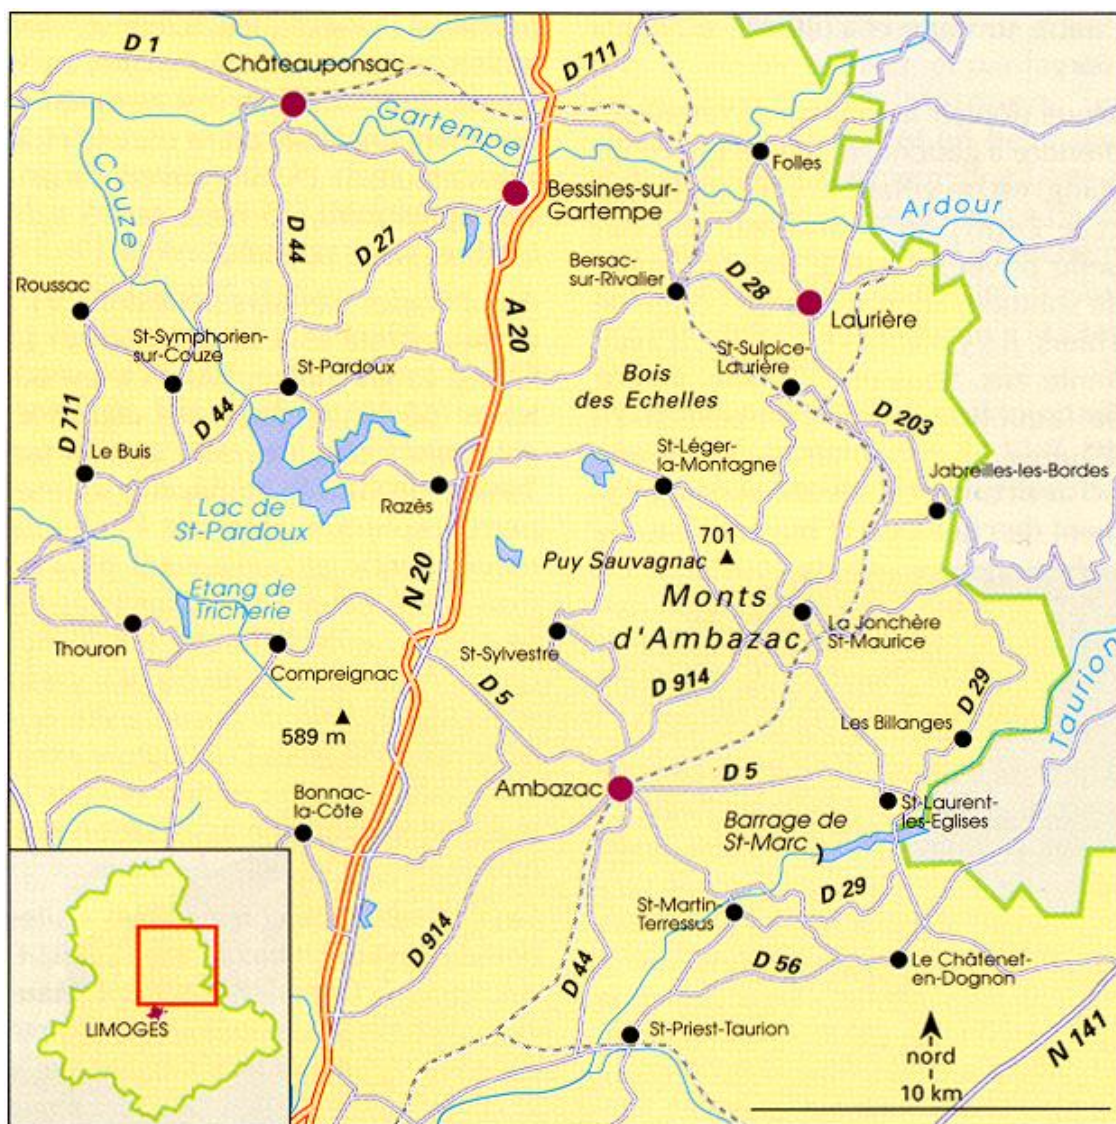 D 1
Châteauponsac
D 711
Gartempe
Couze
Folles
Bessines-sur-
Gartempe
Ardour
D 44
D 27
Bersac-
sur-Rivalier
D 28
Roussac
A 20
Laurière
St-Symphorien-
sur-Couze
St-Pardoux
St-Sulpice-
Laurière
Bois
des Echelles
D 711
D 44
D 203
Le Buis
St-Léger-
la-Montagne
Jabreilles-les-Bordes
Razès
Lac de
St-Pardoux
701
Puy Sauvagnac
Etang de
Tricherie
N 20
Monts
d'Ambazac
La Jonchère
St-Maurice
Thouron
St-Sylvestre
Compreignac
D 5
D 914
D 29
Taurion
589 m
Les Billanges
Ambazac
D 5
Bonnac-
la-Côte
St-Laurent-
les-Eglises
Barrage de
St-Marc
D 29
St-Martin-
Terressus
D 914
D 44
D 56
Le Châtenet-
en-Dognon
LIMOGES
St-Priest-Taurion
nord
10 km
N 141